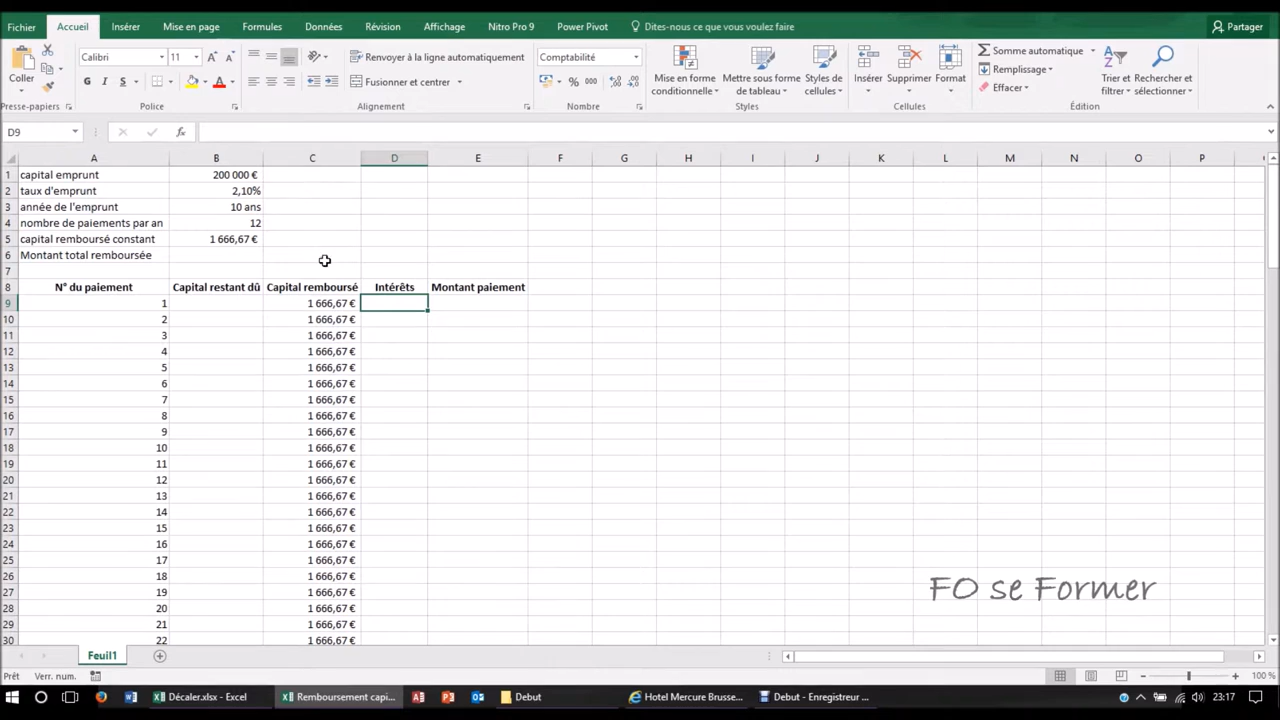 Fichier Accueil Insérer Mise en page Formules Données Révision Affichage Nitro Pro 9 Power Pivot Dites-nous ce que vous voulez faire Partager
Coller
Calibri 11
G I S
Renvoyer à la ligne automatiquement
Fusionner et centrer
Comptabilité
% 000
Mise en forme conditionnelle
Mettre sous forme de tableau
Styles de cellules
Insérer Supprimer Format
Somme automatique
Remplissage
Effacer
Trier et filtrer
Rechercher et sélectionner
Presse-papiers Police Alignement Nombre Styles Cellules Édition
D9 fx
A B C D E F G H I J K L M N O P
1 capital emprunt 200 000 €
2 taux d'emprunt 2,10%
3 année de l'emprunt 10 ans
4 nombre de paiements par an 12
5 capital remboursé constant 1 666,67 €
6 Montant total remboursée
7
8 N° du paiement Capital restant dû Capital remboursé Intérêts Montant paiement
9 1 1 666,67 €
10 2 1 666,67 €
11 3 1 666,67 €
12 4 1 666,67 €
13 5 1 666,67 €
14 6 1 666,67 €
15 7 1 666,67 €
16 8 1 666,67 €
17 9 1 666,67 €
18 10 1 666,67 €
19 11 1 666,67 €
20 12 1 666,67 €
21 13 1 666,67 €
22 14 1 666,67 €
23 15 1 666,67 €
24 16 1 666,67 €
25 17 1 666,67 €
26 18 1 666,67 €
27 19 1 666,67 €
28 20 1 666,67 €
29 21 1 666,67 €
30 22 1 666,67 €
FO se Former
Feuil1
Prêt Verr. num. 100 %
Décaler.xlsx - Excel Remboursement capi... Debut Hotel Mercure Brusse... Debut - Enregistreur ... 23:17